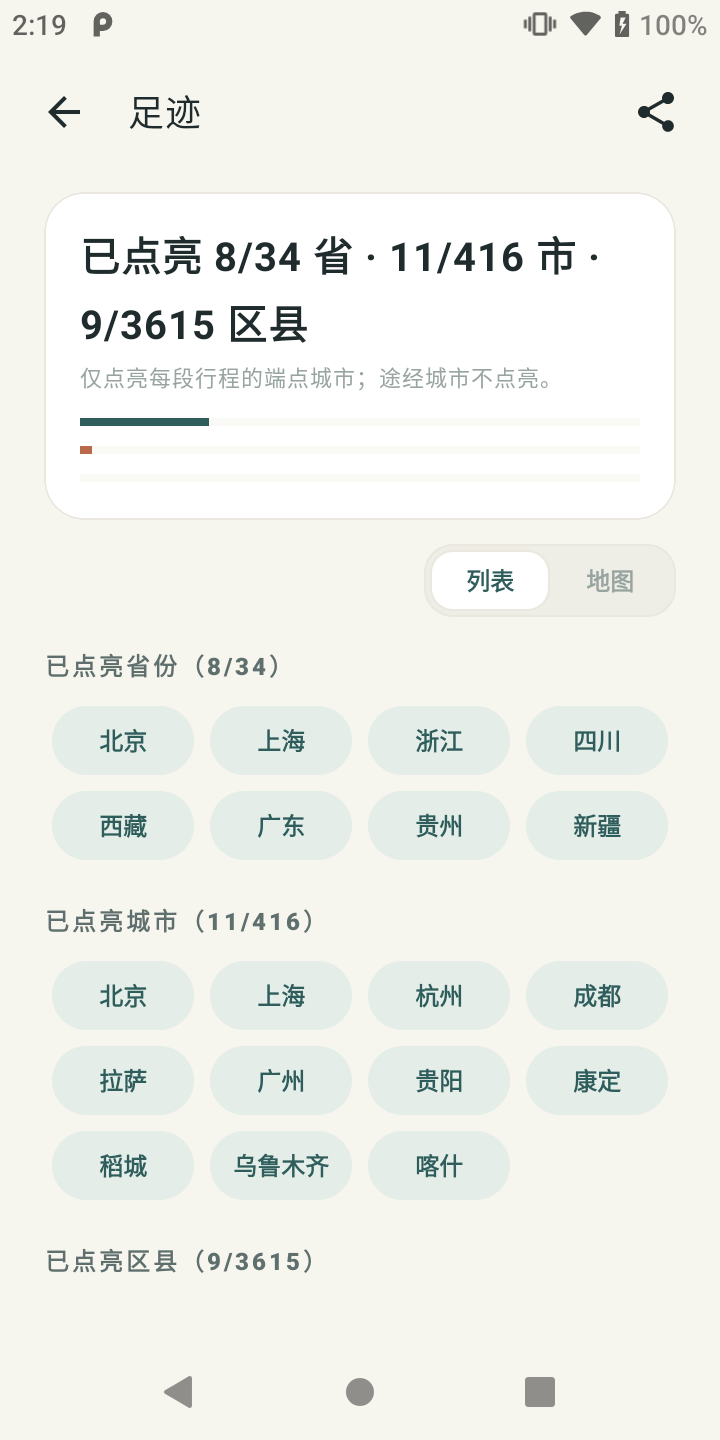 2:19
100%
足迹
已点亮 8/34 省 · 11/416 市 ·
9/3615 区县
仅点亮每段行程的端点城市；途经城市不点亮。
列表 地图
已点亮省份（8/34）
北京 上海 浙江 四川
西藏 广东 贵州 新疆
已点亮城市（11/416）
北京 上海 杭州 成都
拉萨 广州 贵阳 康定
稻城 乌鲁木齐 喀什
已点亮区县（9/3615）